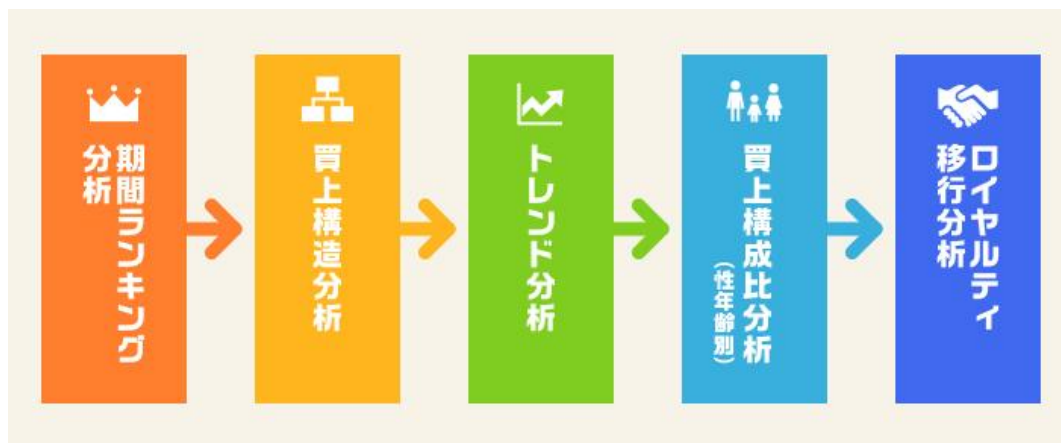 期間ランキング
分析
買上構造分析
トレンド分析
買上構成比分析
(性年齢別)
ロイヤルティ
移行分析